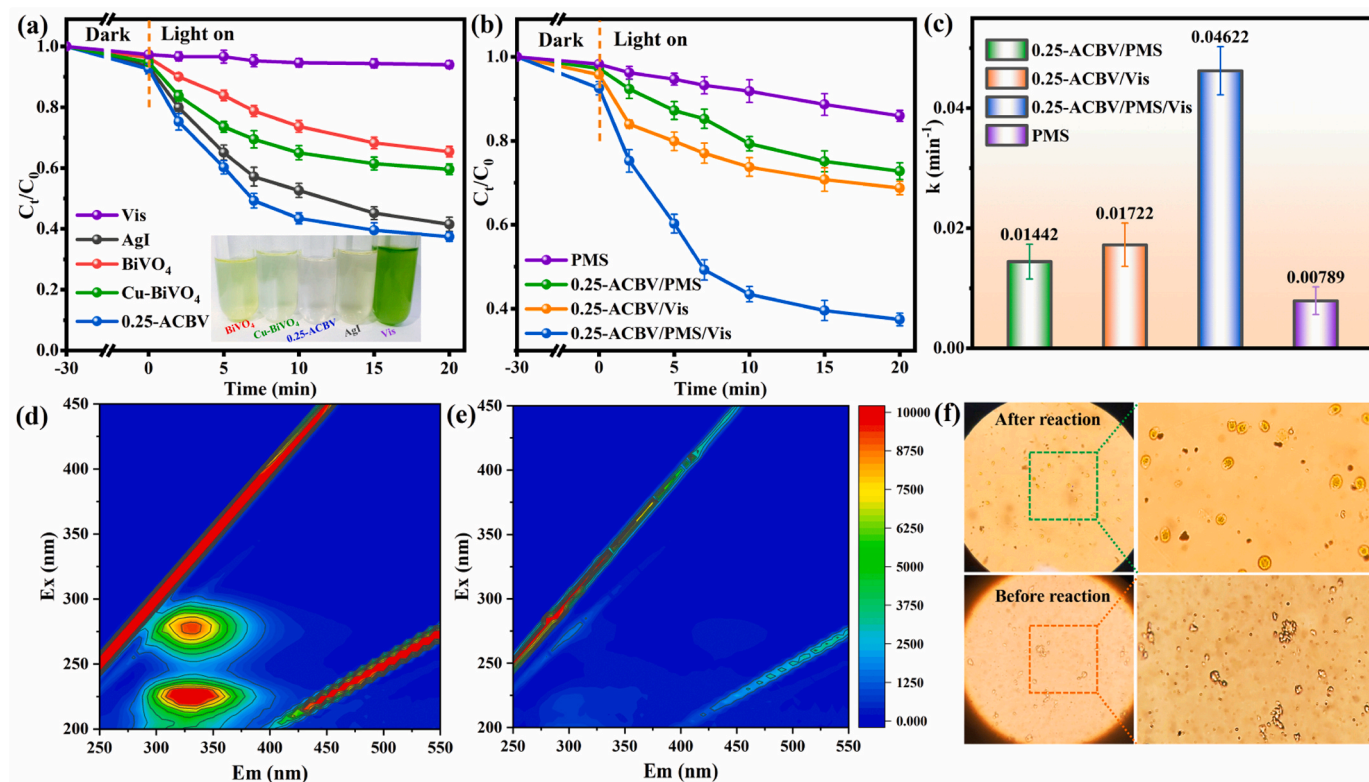 (a)
Dark
Light on
1.0
0.8
0.6
0.4
0.2
0.0
Ct/C0
Vis
AgI
BiVO4
Cu-BiVO4
0.25-ACBV
BiVO4
Cu-BiVO4
0.25-ACBV
AgI
Vis
-30
0
5
10
15
20
Time (min)
(b)
Dark
Light on
1.0
0.8
0.6
0.4
Ct/C0
PMS
0.25-ACBV/PMS
0.25-ACBV/Vis
0.25-ACBV/PMS/Vis
-30
0
5
10
15
20
Time (min)
(c)
0.25-ACBV/PMS
0.25-ACBV/Vis
0.25-ACBV/PMS/Vis
PMS
0.04622
0.01442
0.01722
0.00789
k (min-1)
0.04
0.02
0.00
(d)
450
400
350
300
250
200
Ex (nm)
250
300
350
400
450
500
550
Em (nm)
(e)
450
400
350
300
250
200
Ex (nm)
250
300
350
400
450
500
550
Em (nm)
10000
8750
7500
6250
5000
3750
2500
1250
0.000
(f)
After reaction
Before reaction